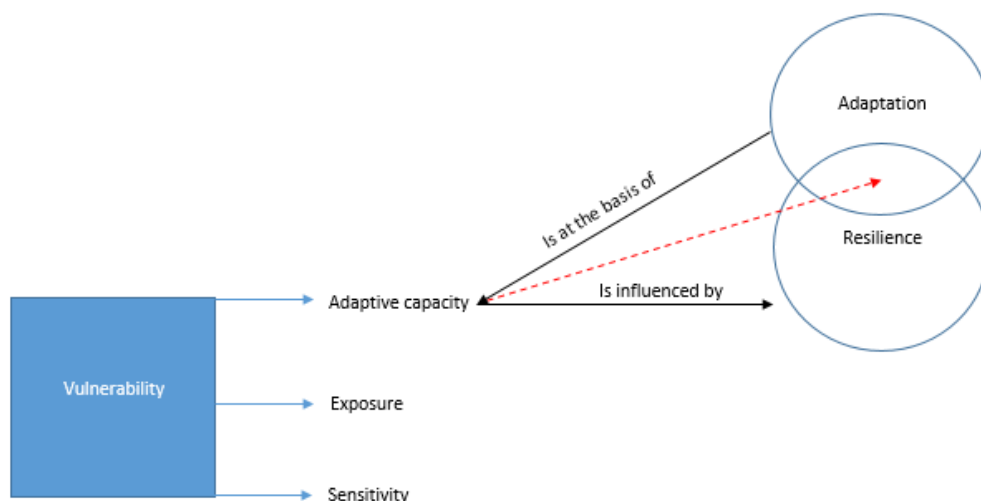 Adaptation
Is at the basis of
Resilience
Is influenced by
Adaptive capacity
Vulnerability
Exposure
Sensitivity